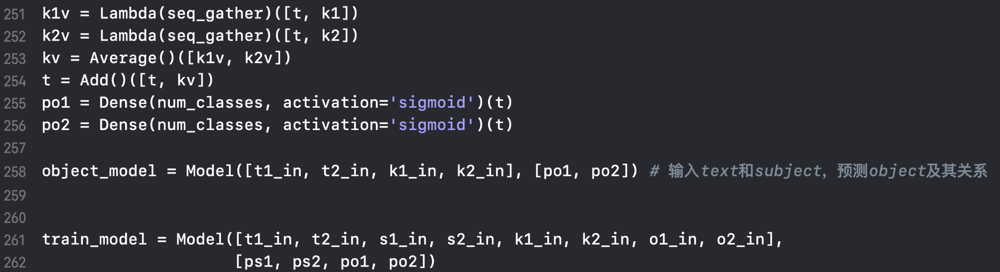 251 k1v = Lambda(seq_gather)([t, k1])
252 k2v = Lambda(seq_gather)([t, k2])
253 kv = Average()([k1v, k2v])
254 t = Add()([t, kv])
255 po1 = Dense(num_classes, activation='sigmoid')(t)
256 po2 = Dense(num_classes, activation='sigmoid')(t)
257
258 object_model = Model([t1_in, t2_in, k1_in, k2_in], [po1, po2]) # 输入text和subject，预测object及其关系
259
260
261 train_model = Model([t1_in, t2_in, s1_in, s2_in, k1_in, k2_in, o1_in, o2_in],
262                     [ps1, ps2, po1, po2])